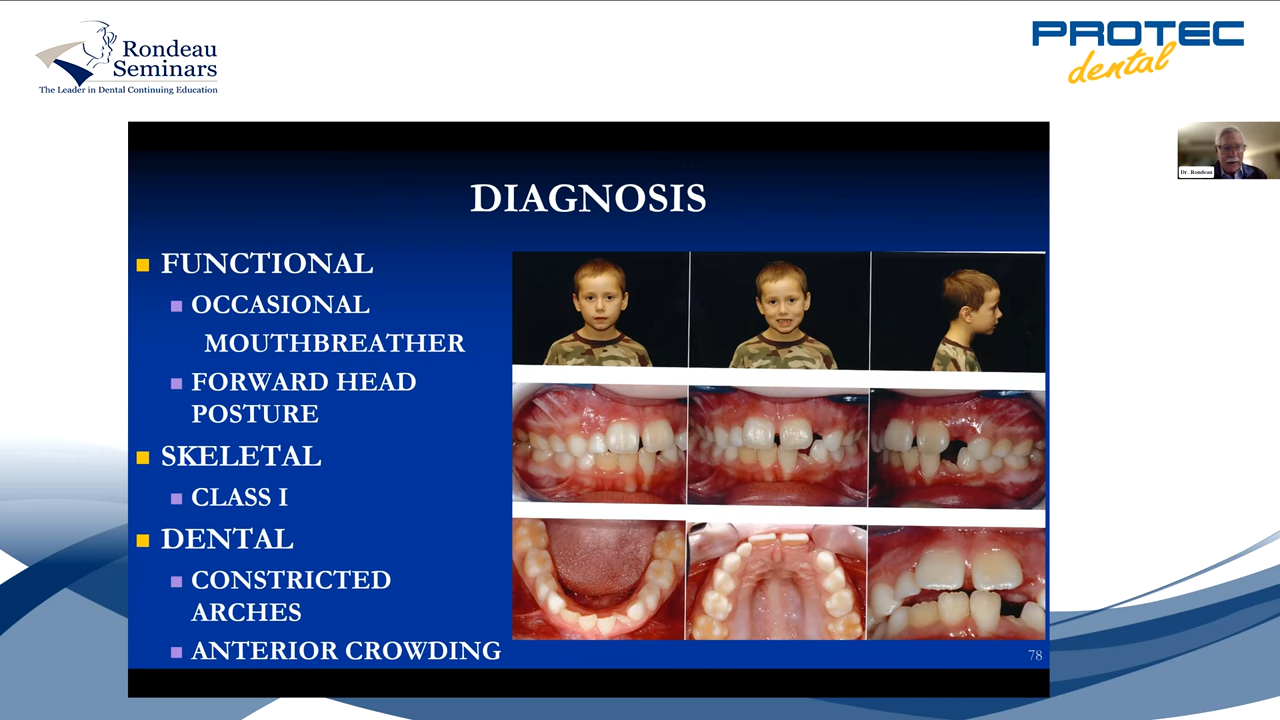 Rondeau
Seminars
The Leader in Dental Continuing Education
PROTEC
dental
Dr. Rondeau
DIAGNOSIS
FUNCTIONAL
OCCASIONAL
MOUTHBREATHER
FORWARD HEAD
POSTURE
SKELETAL
CLASS I
DENTAL
CONSTRICTED
ARCHES
ANTERIOR CROWDING
78